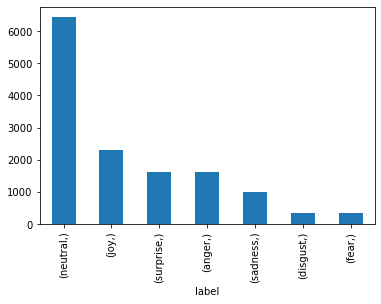 6000
5000
4000
3000
2000
1000
0
(neutral,)
(joy,)
(surprise,)
(anger,)
(sadness,)
(disgust,)
(fear,)
label